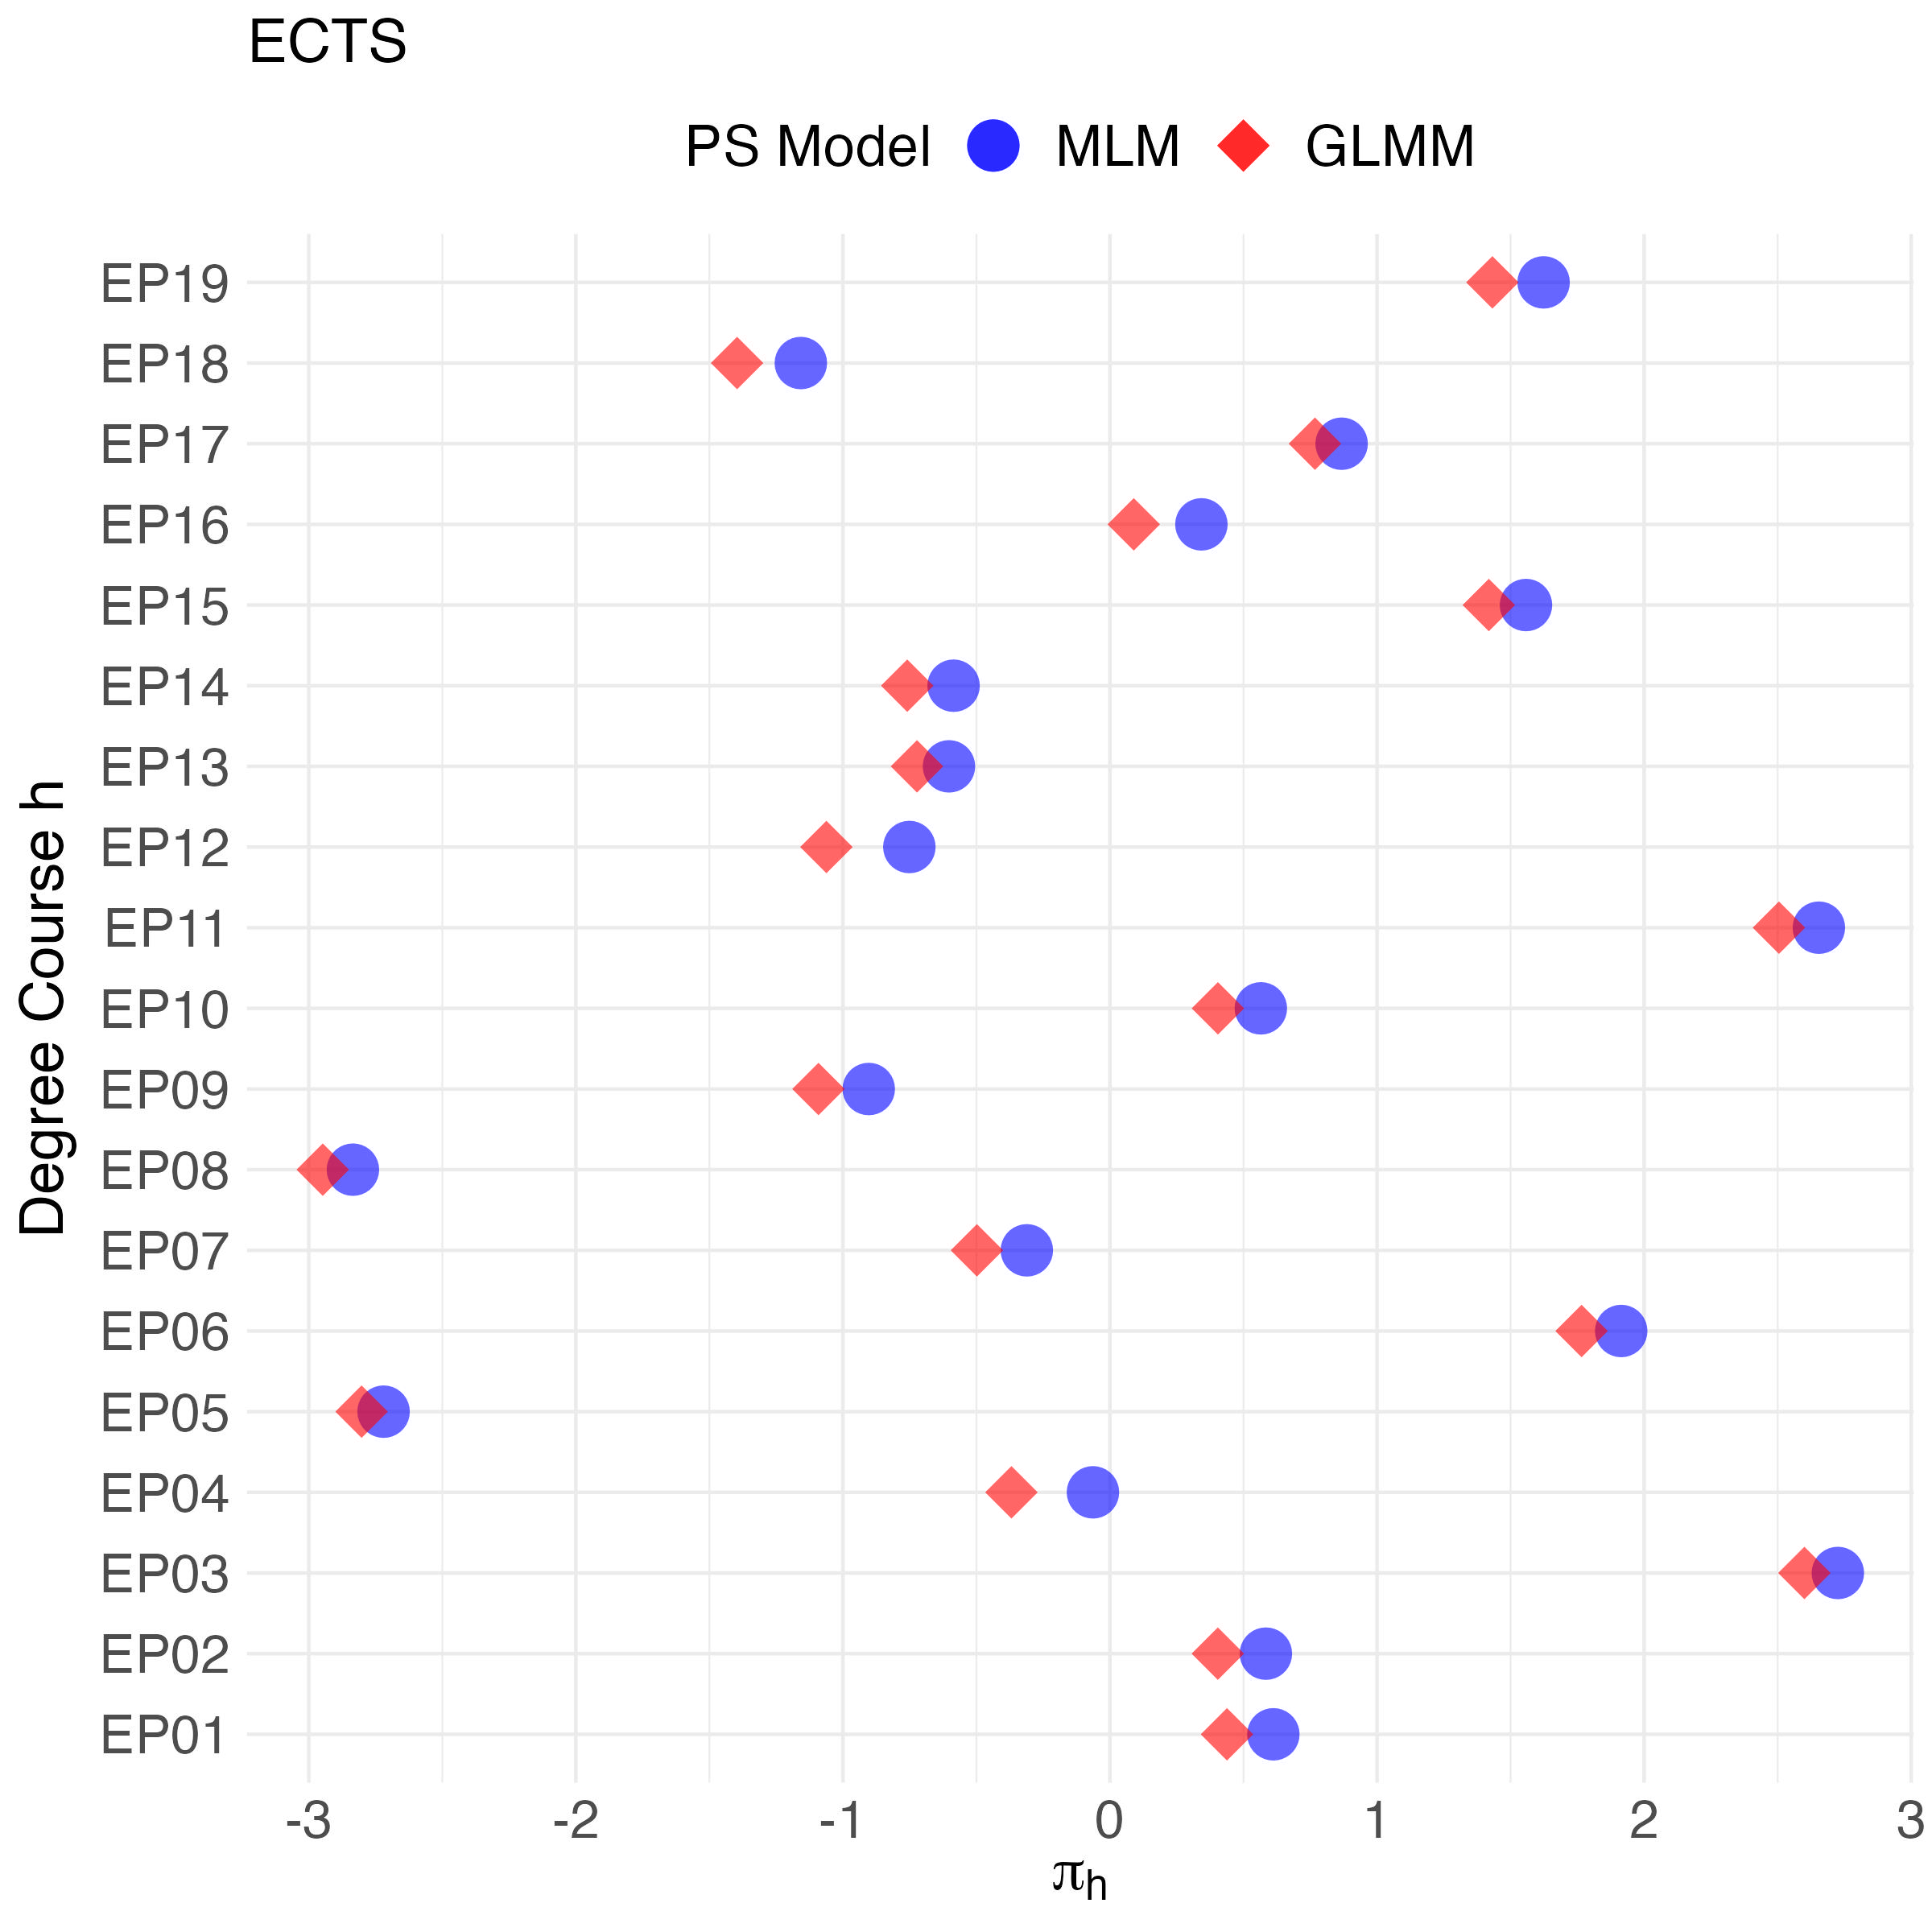 ECTS
PS Model MLM GLMM
EP19
EP18
EP17
EP16
EP15
EP14
EP13
EP12
EP11
EP10
EP09
EP08
EP07
EP06
EP05
EP04
EP03
EP02
EP01
Degree Course h
-3 -2 -1 0 1 2 3
πh